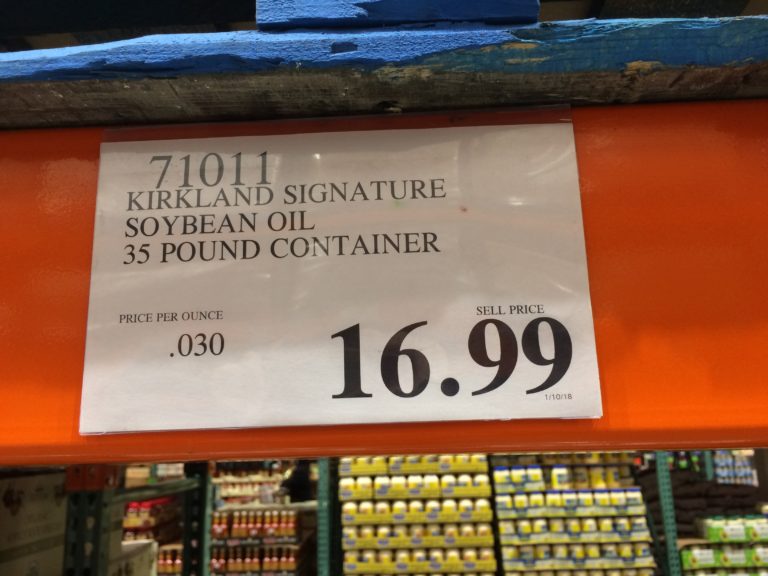 71011
KIRKLAND SIGNATURE
SOYBEAN OIL
35 POUND CONTAINER
PRICE PER OUNCE
.030
SELL PRICE
16.99
1/10/18